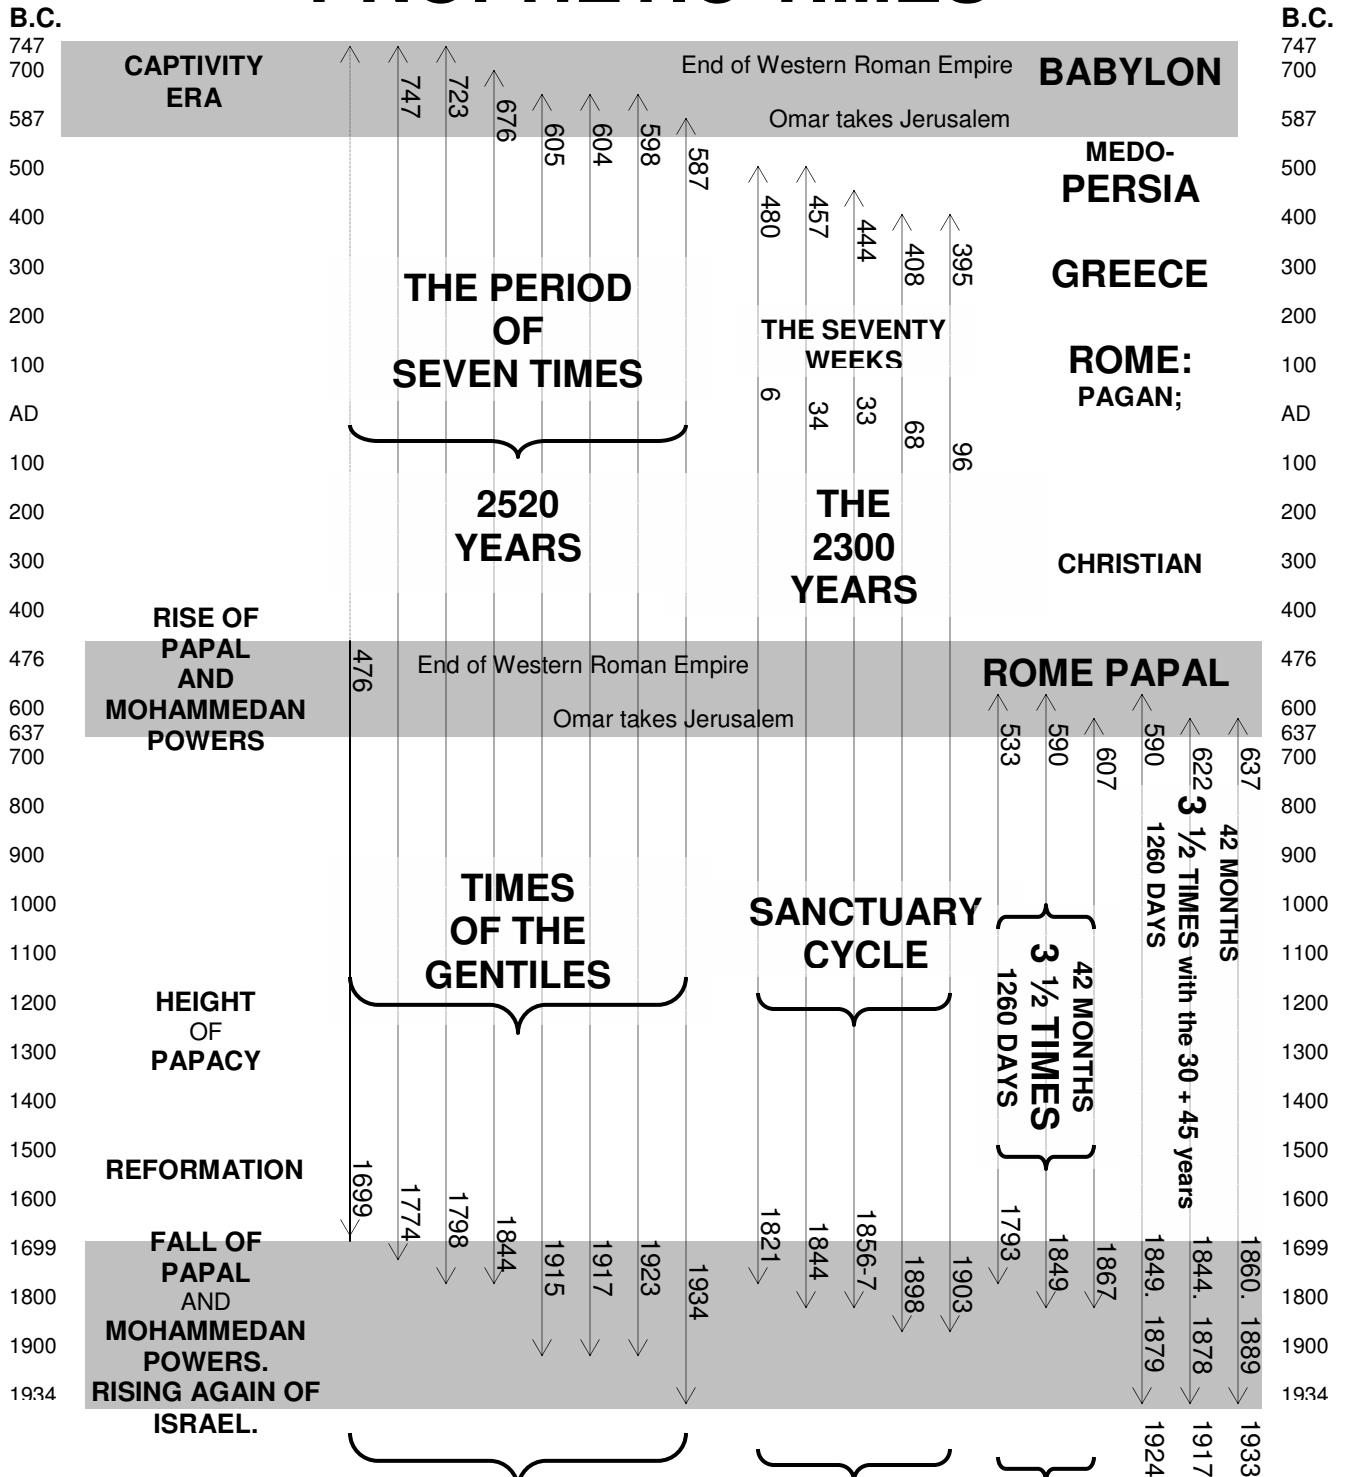 PROPHETIC TIMES
B.C.
B.C.
747
700
587
500
400
300
200
100
AD
100
200
300
400
476
600
637
700
800
900
1000
1100
1200
1300
1400
1500
1600
1699
1800
1900
1934
CAPTIVITY
ERA
RISE OF
PAPAL
AND
MOHAMMEDAN
POWERS
HEIGHT
OF
PAPACY
REFORMATION
FALL OF
PAPAL
AND
MOHAMMEDAN
POWERS.
RISING AGAIN OF
ISRAEL.
747
723
676
605
604
598
587
THE PERIOD
OF
SEVEN TIMES
2520
YEARS
476
End of Western Roman Empire
Omar takes Jerusalem
TIMES
OF THE
GENTILES
1699
1774
1798
1844
1915
1917
1923
1934
End of Western Roman Empire
Omar takes Jerusalem
480
457
444
408
395
THE SEVENTY
WEEKS
6
34
33
68
96
THE
2300
YEARS
SANCTUARY
CYCLE
1821
1844
1856-7
1898
1903
BABYLON
MEDO-
PERSIA
GREECE
ROME:
PAGAN;
CHRISTIAN
ROME PAPAL
533
590
607
42 MONTHS
3 ½ TIMES
1260 DAYS
1793
1849
1867
590
622
637
42 MONTHS
3 ½ TIMES with the 30 + 45 years
1260 DAYS
1849. 1879
1844. 1878
1860. 1889
1924
1917
1933
747
700
587
500
400
300
200
100
AD
100
200
300
400
476
600
637
700
800
900
1000
1100
1200
1300
1400
1500
1600
1699
1800
1900
1934